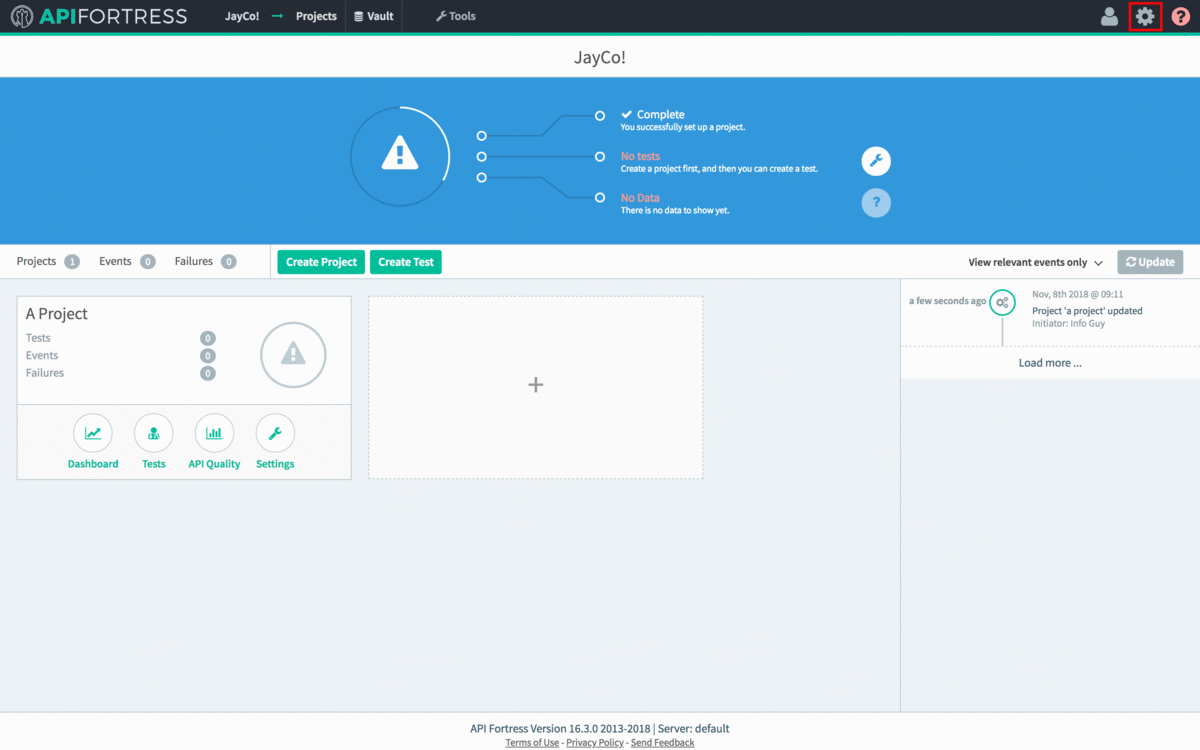 APIFORTRESS JayCo! → Projects Vault Tools ?
JayCo!
Complete
You successfully set up a project.
No tests
Create a project first, and then you can create a test.
No Data
There is no data to show yet.
?
Projects 1 Events 0 Failures 0 Create Project Create Test View relevant events only Update
A Project
Tests 0
Events 0
Failures 0
Dashboard Tests API Quality Settings
+
a few seconds ago
Nov, 8th 2018 @ 09:11
Project 'a project' updated
Initiator: Info Guy
Load more ...
API Fortress Version 16.3.0 2013-2018 | Server: default
Terms of Use - Privacy Policy - Send Feedback